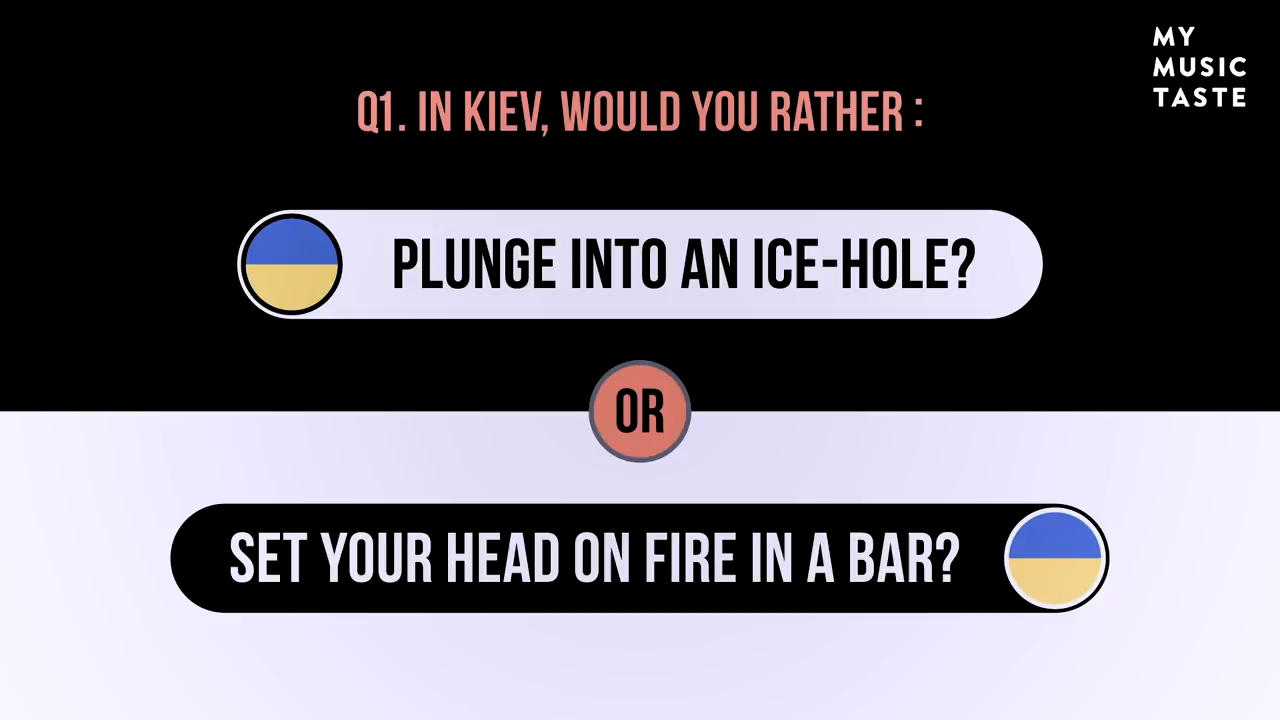 MY
MUSIC
TASTE
Q1. IN KIEV, WOULD YOU RATHER :
PLUNGE INTO AN ICE-HOLE?
OR
SET YOUR HEAD ON FIRE IN A BAR?